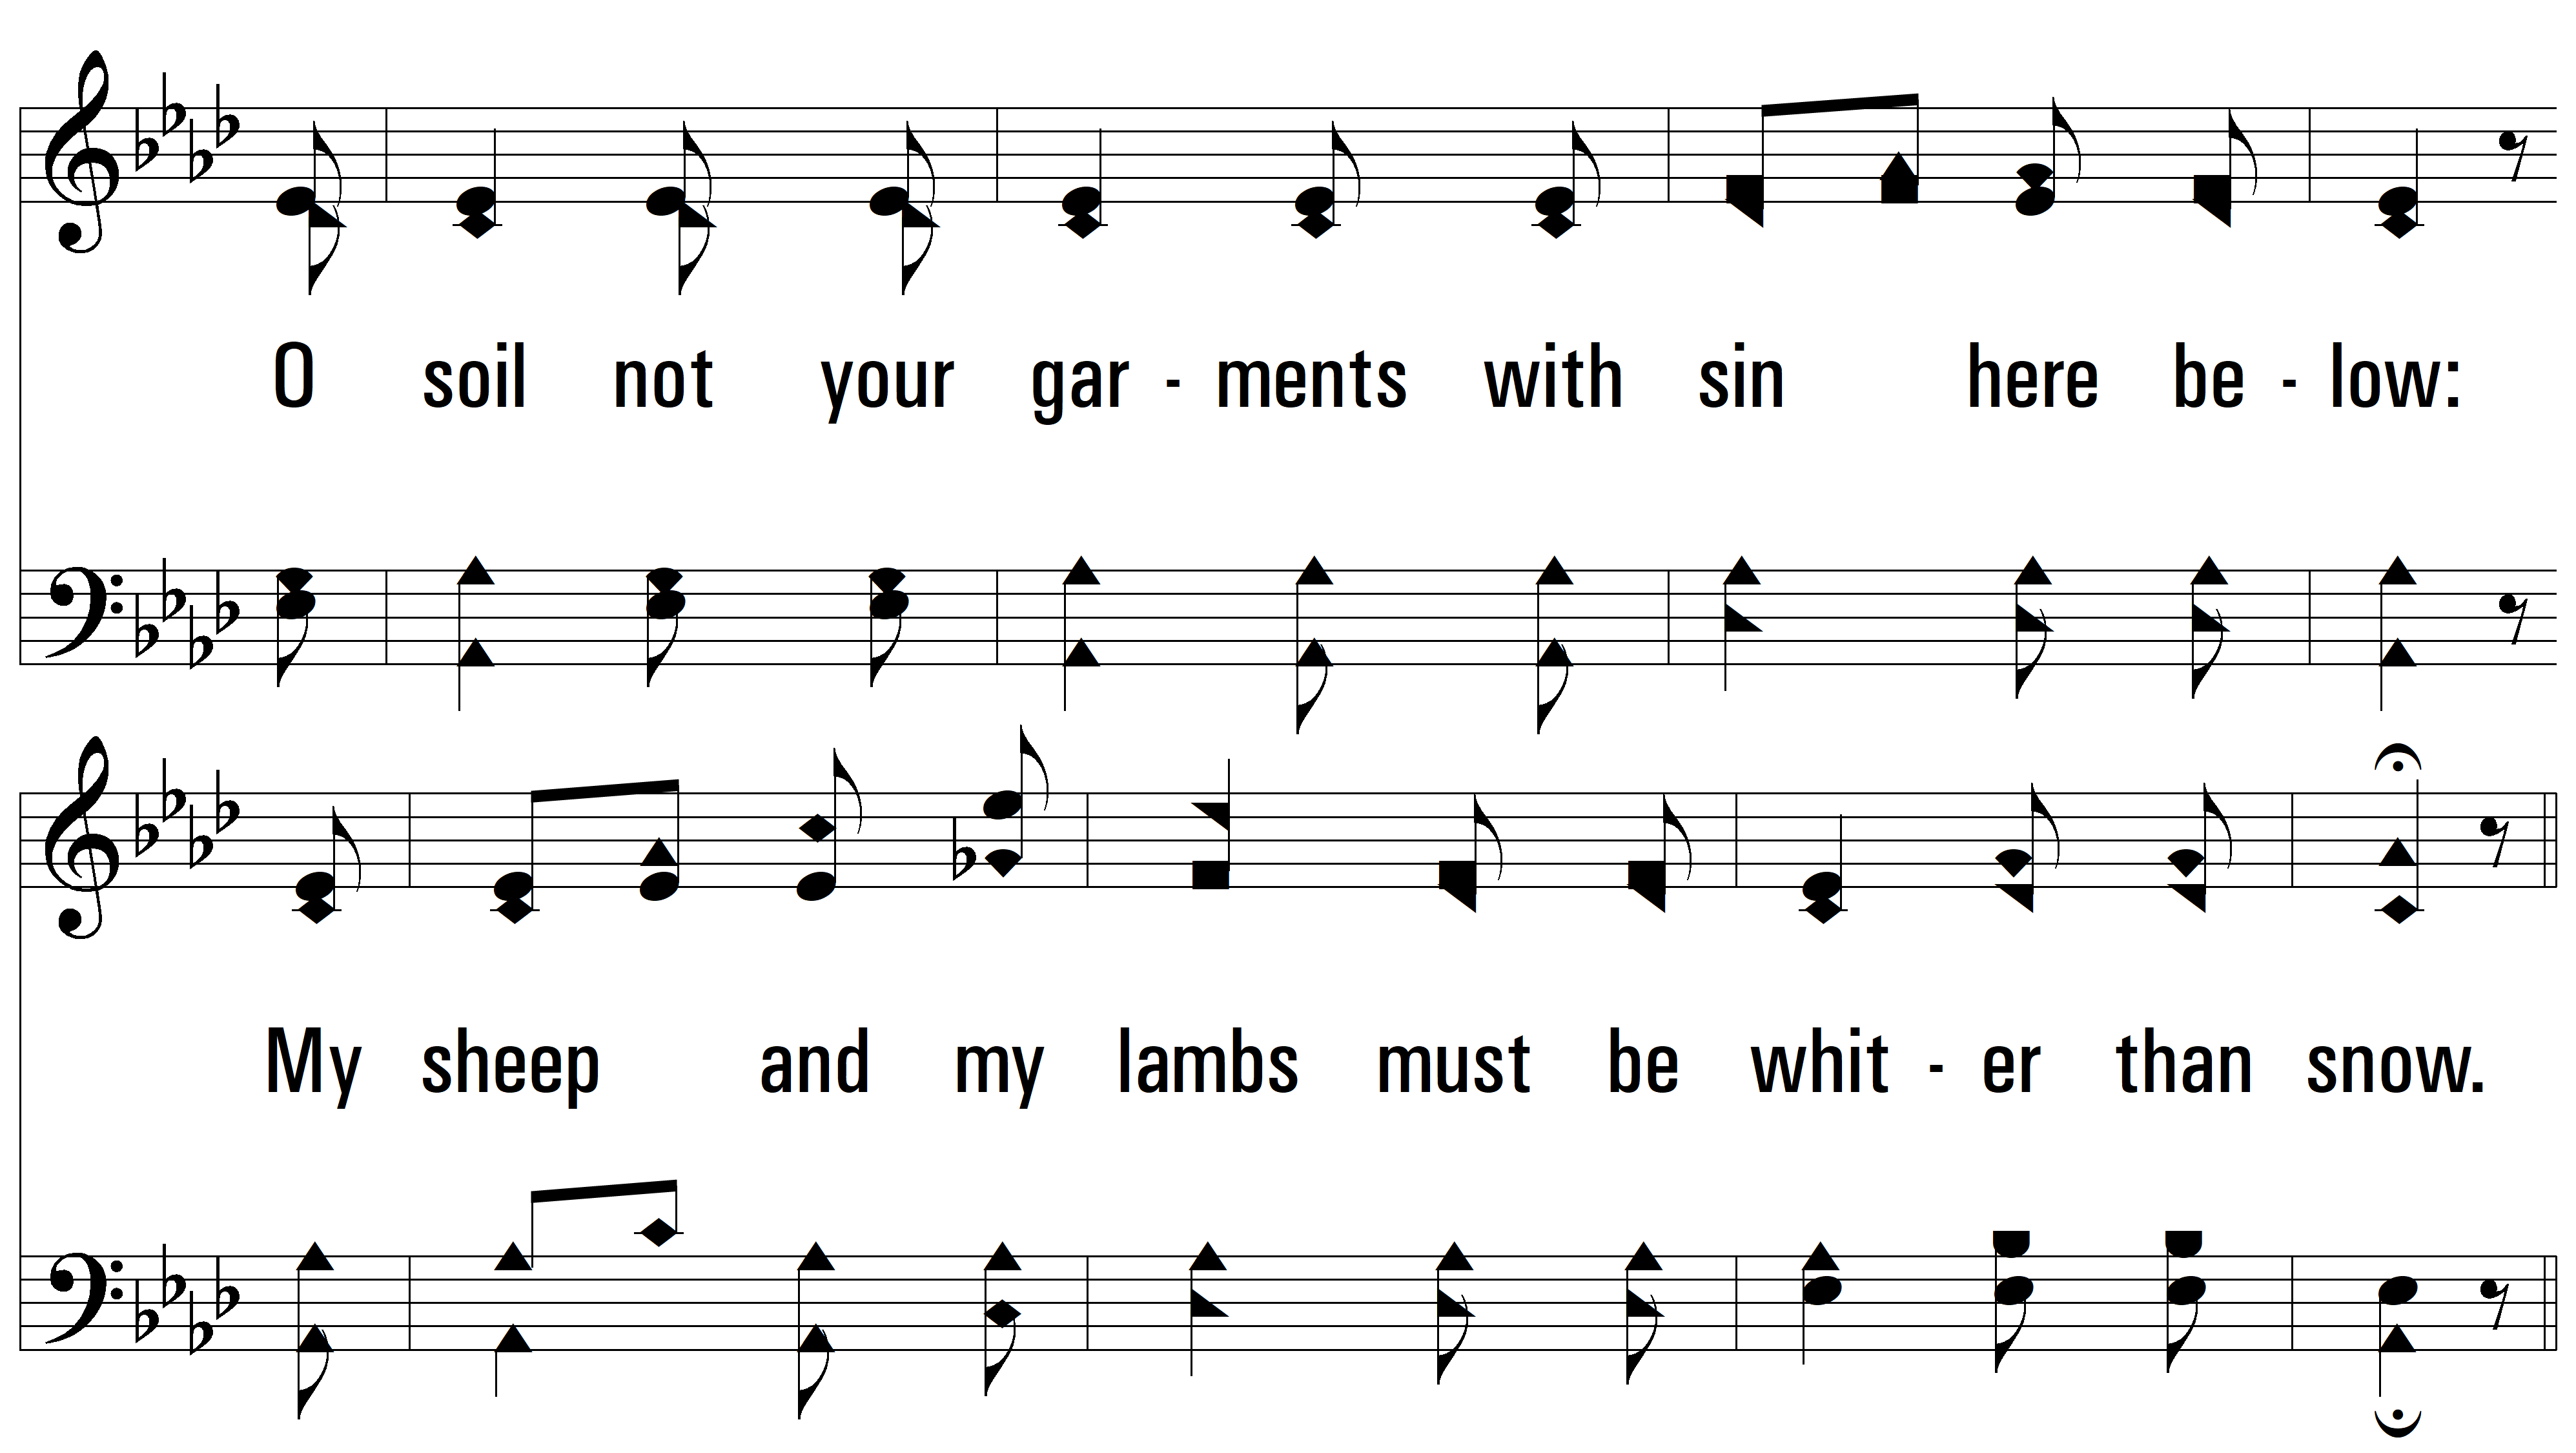 O soil not your gar - ments with sin here be - low:
My sheep and my lambs must be whit - er than snow.